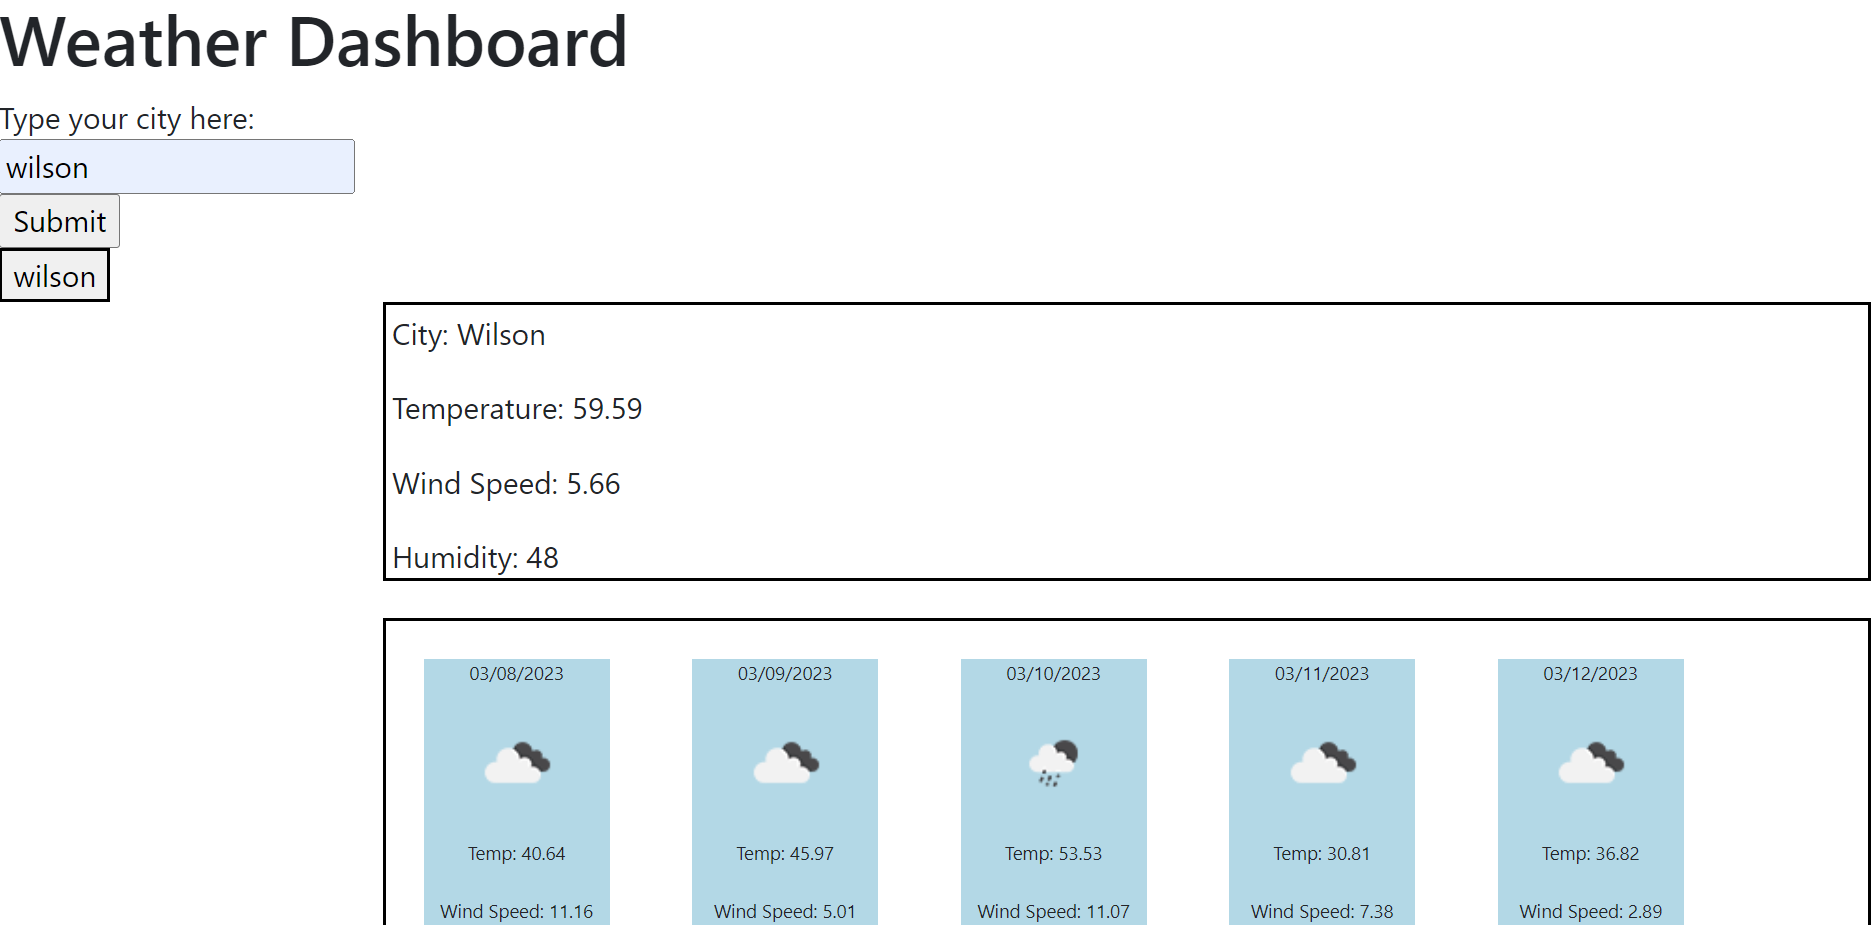 Weather Dashboard
Type your city here:
wilson
Submit
wilson
City: Wilson
Temperature: 59.59
Wind Speed: 5.66
Humidity: 48
03/08/2023 03/09/2023 03/10/2023 03/11/2023 03/12/2023
Temp: 40.64 Temp: 45.97 Temp: 53.53 Temp: 30.81 Temp: 36.82
Wind Speed: 11.16 Wind Speed: 5.01 Wind Speed: 11.07 Wind Speed: 7.38 Wind Speed: 2.89